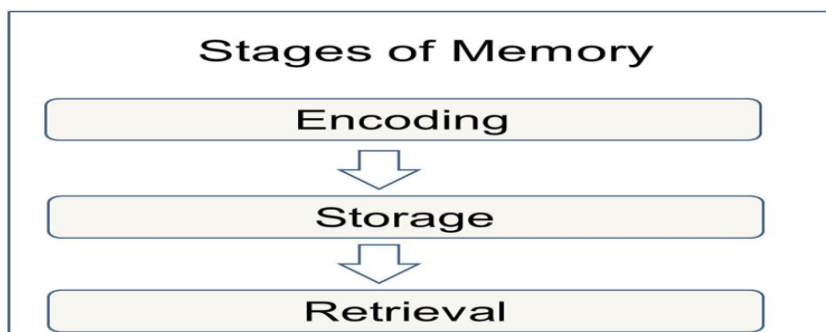 Stages of Memory
Encoding
Storage
Retrieval